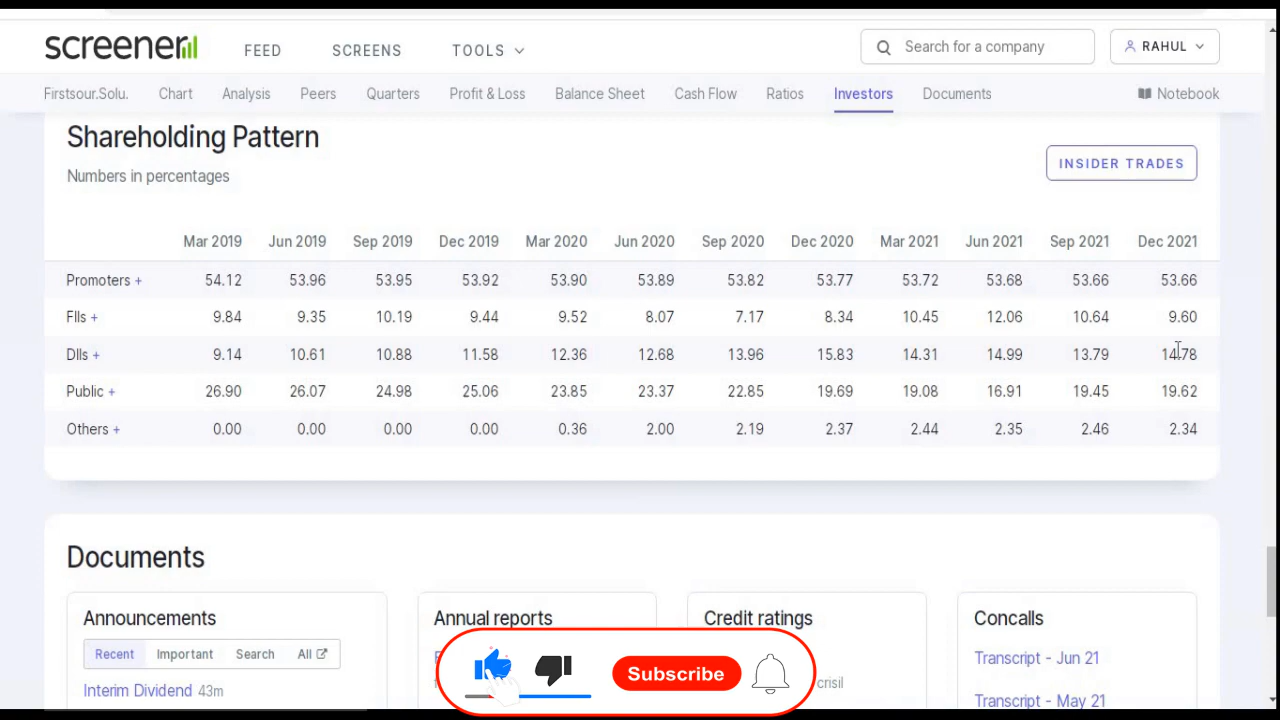 screener FEED SCREENS TOOLS Search for a company RAHUL
Firstsour.Solu. Chart Analysis Peers Quarters Profit & Loss Balance Sheet Cash Flow Ratios Investors Documents Notebook
Shareholding Pattern
INSIDER TRADES
Numbers in percentages
Mar 2019 Jun 2019 Sep 2019 Dec 2019 Mar 2020 Jun 2020 Sep 2020 Dec 2020 Mar 2021 Jun 2021 Sep 2021 Dec 2021
Promoters + 54.12 53.96 53.95 53.92 53.90 53.89 53.82 53.77 53.72 53.68 53.66 53.66
FIIs + 9.84 9.35 10.19 9.44 9.52 8.07 7.17 8.34 10.45 12.06 10.64 9.60
DIIs + 9.14 10.61 10.88 11.58 12.36 12.68 13.96 15.83 14.31 14.99 13.79 14.78
Public + 26.90 26.07 24.98 25.06 23.85 23.37 22.85 19.69 19.08 16.91 19.45 19.62
Others + 0.00 0.00 0.00 0.00 0.36 2.00 2.19 2.37 2.44 2.35 2.46 2.34
Documents
Announcements Annual reports Credit ratings Concalls
Recent Important Search All
Transcript - Jun 21
Subscribe
Interim Dividend 43m
crisil
Transcript - May 21